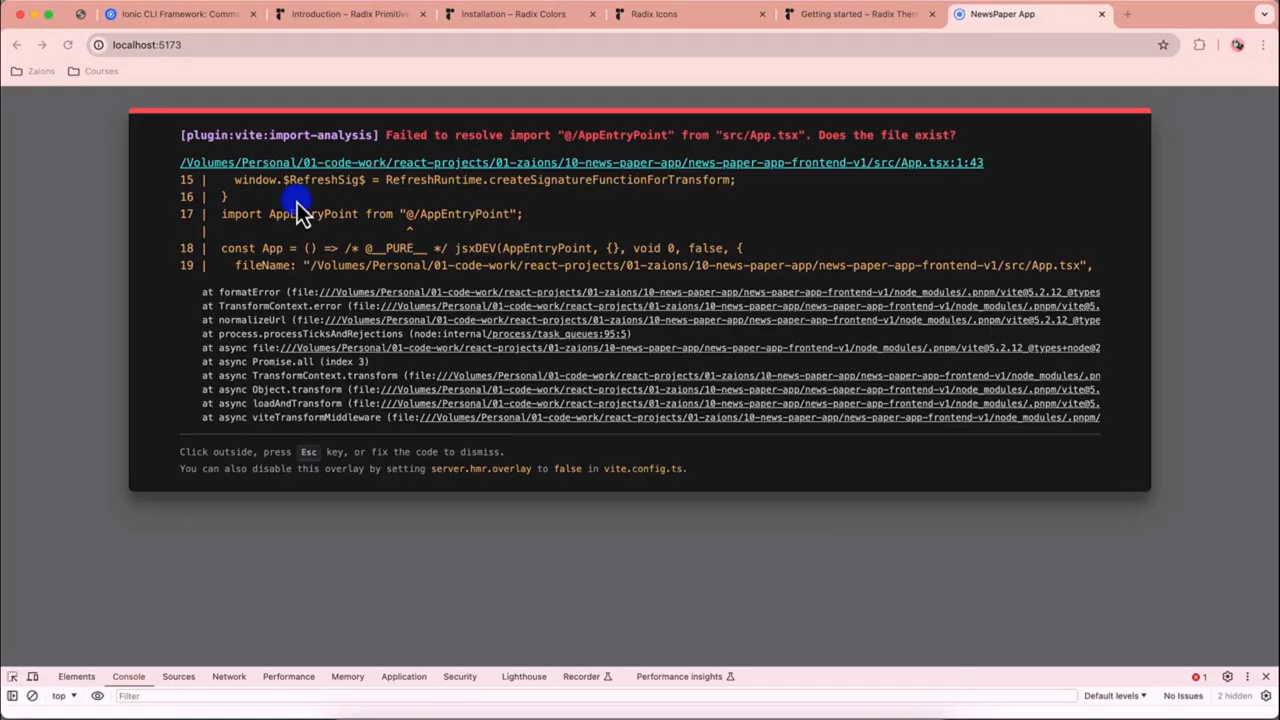 Ionic CLI Framework: Comma
Introduction – Radix Primitive
Installation – Radix Colors
Radix Icons
Getting started – Radix Them
NewsPaper App
localhost:5173
Zaions
Courses
[plugin:vite:import-analysis] Failed to resolve import "@/AppEntryPoint" from "src/App.tsx". Does the file exist?
/Volumes/Personal/01-code-work/react-projects/01-zaions/10-news-paper-app/news-paper-app-frontend-v1/src/App.tsx:1:43
15 | window.$RefreshSig$ = RefreshRuntime.createSignatureFunctionForTransform;
16 | }
17 | import AppEntryPoint from "@/AppEntryPoint";
| ^
18 | const App = () => /* @__PURE__ */ jsxDEV(AppEntryPoint, {}, void 0, false, {
19 | fileName: "/Volumes/Personal/01-code-work/react-projects/01-zaions/10-news-paper-app/news-paper-app-frontend-v1/src/App.tsx",
at formatError (file:///Volumes/Personal/01-code-work/react-projects/01-zaions/10-news-paper-app/news-paper-app-frontend-v1/node_modules/.pnpm/vite@5.2.12_@types
at TransformContext.error (file:///Volumes/Personal/01-code-work/react-projects/01-zaions/10-news-paper-app/news-paper-app-frontend-v1/node_modules/.pnpm/vite@5.
at normalizeUrl (file:///Volumes/Personal/01-code-work/react-projects/01-zaions/10-news-paper-app/news-paper-app-frontend-v1/node_modules/.pnpm/vite@5.2.12_@type
at process.processTicksAndRejections (node:internal/process/task_queues:95:5)
at async file:///Volumes/Personal/01-code-work/react-projects/01-zaions/10-news-paper-app/news-paper-app-frontend-v1/node_modules/.pnpm/vite@5.2.12_@types+node@2
at async Promise.all (index 3)
at async TransformContext.transform (file:///Volumes/Personal/01-code-work/react-projects/01-zaions/10-news-paper-app/news-paper-app-frontend-v1/node_modules/.pn
at async Object.transform (file:///Volumes/Personal/01-code-work/react-projects/01-zaions/10-news-paper-app/news-paper-app-frontend-v1/node_modules/.pnpm/vite@5.
at async loadAndTransform (file:///Volumes/Personal/01-code-work/react-projects/01-zaions/10-news-paper-app/news-paper-app-frontend-v1/node_modules/.pnpm/vite@5.
at async viteTransformMiddleware (file:///Volumes/Personal/01-code-work/react-projects/01-zaions/10-news-paper-app/news-paper-app-frontend-v1/node_modules/.pnpm/
Click outside, press Esc key, or fix the code to dismiss.
You can also disable this overlay by setting server.hmr.overlay to false in vite.config.ts.
Elements Console Sources Network Performance Memory Application Security Lighthouse Recorder Performance insights 1
top Filter Default levels No Issues 2 hidden